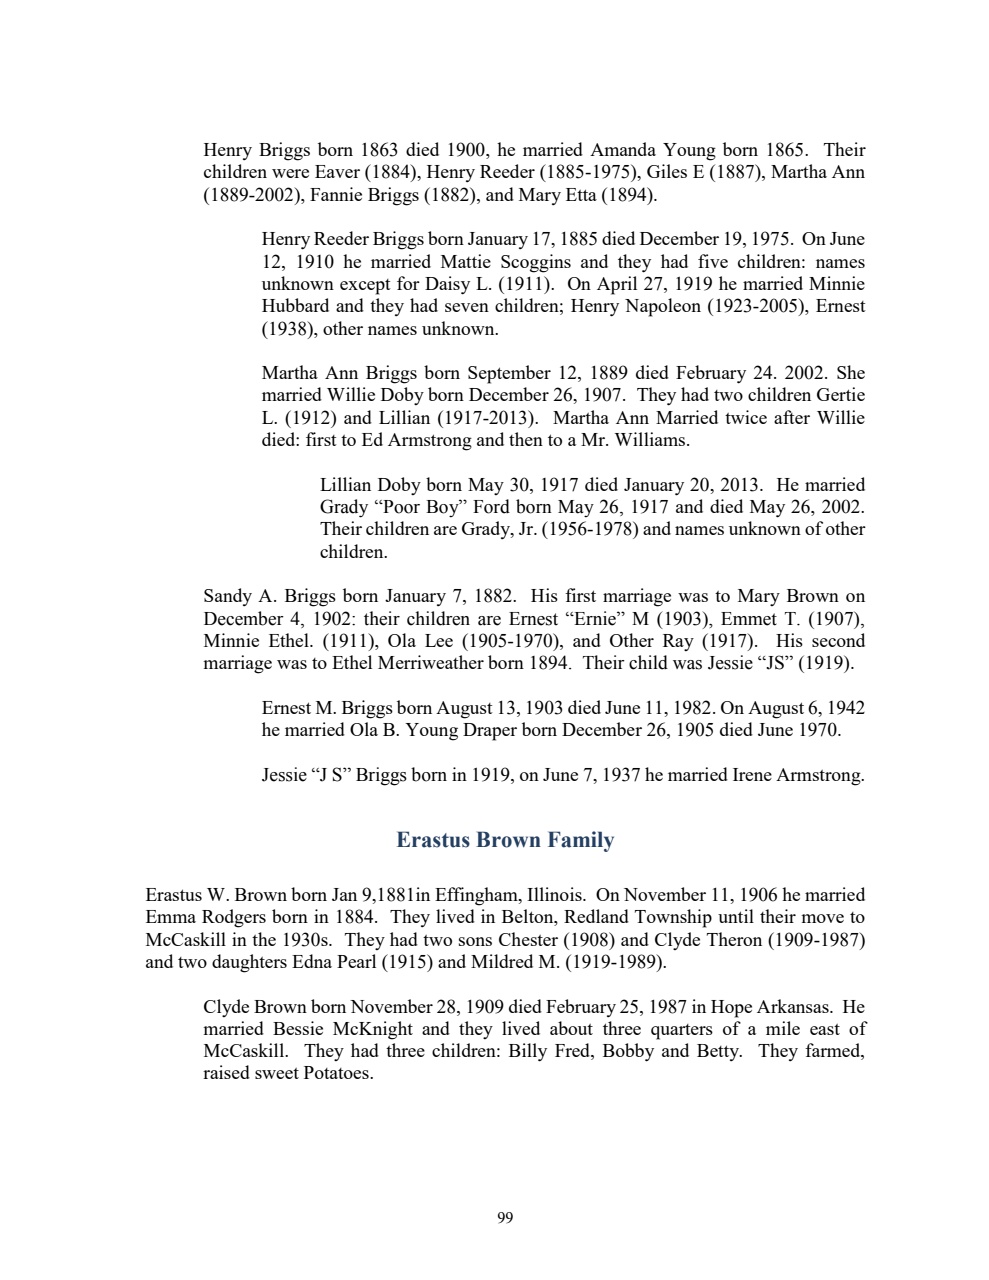 Henry Briggs born 1863 died 1900, he married Amanda Young born 1865.  Their
children were Eaver (1884), Henry Reeder (1885-1975), Giles E (1887), Martha Ann
(1889-2002), Fannie Briggs (1882), and Mary Etta (1894).
Henry Reeder Briggs born January 17, 1885 died December 19, 1975.  On June
12, 1910 he married Mattie Scoggins and they had five children: names
unknown except for Daisy L. (1911).  On April 27, 1919 he married Minnie
Hubbard and they had seven children; Henry Napoleon (1923-2005), Ernest
(1938), other names unknown.
Martha Ann Briggs born September 12, 1889 died February 24. 2002. She
married Willie Doby born December 26, 1907.  They had two children Gertie
L. (1912) and Lillian (1917-2013).  Martha Ann Married twice after Willie
died: first to Ed Armstrong and then to a Mr. Williams.
Lillian Doby born May 30, 1917 died January 20, 2013.  He married
Grady “Poor Boy” Ford born May 26, 1917 and died May 26, 2002.
Their children are Grady, Jr. (1956-1978) and names unknown of other
children.
Sandy A. Briggs born January 7, 1882.  His first marriage was to Mary Brown on
December 4, 1902: their children are Ernest “Ernie” M (1903), Emmet T. (1907),
Minnie Ethel. (1911), Ola Lee (1905-1970), and Other Ray (1917).  His second
marriage was to Ethel Merriweather born 1894.  Their child was Jessie “JS” (1919).
Ernest M. Briggs born August 13, 1903 died June 11, 1982. On August 6, 1942
he married Ola B. Young Draper born December 26, 1905 died June 1970.
Jessie “J S” Briggs born in 1919, on June 7, 1937 he married Irene Armstrong.
Erastus Brown Family
Erastus W. Brown born Jan 9,1881in Effingham, Illinois.  On November 11, 1906 he married
Emma Rodgers born in 1884.  They lived in Belton, Redland Township until their move to
McCaskill in the 1930s.  They had two sons Chester (1908) and Clyde Theron (1909-1987)
and two daughters Edna Pearl (1915) and Mildred M. (1919-1989).
Clyde Brown born November 28, 1909 died February 25, 1987 in Hope Arkansas.  He
married Bessie McKnight and they lived about three quarters of a mile east of
McCaskill.  They had three children: Billy Fred, Bobby and Betty.  They farmed,
raised sweet Potatoes.
99